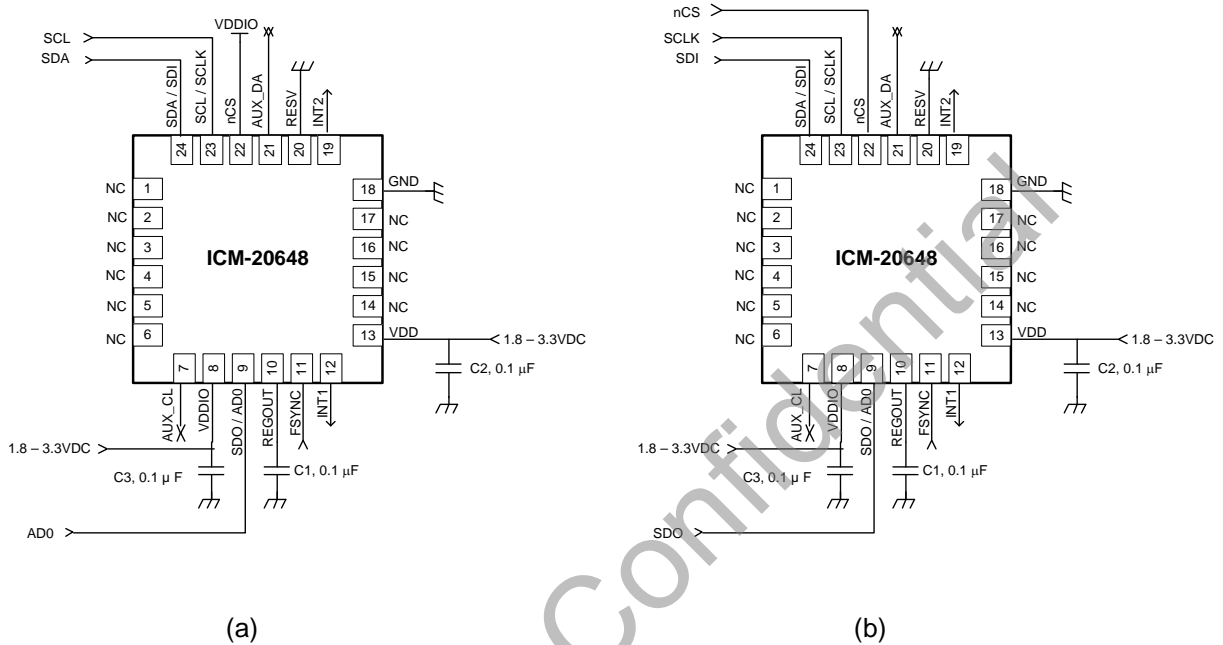 SCL
SDA
VDDIO
SDA / SDI
SCL / SCLK
nCS
AUX_DA
RESV
INT2
24
23
22
21
20
19
NC 1
NC 2
NC 3
NC 4
NC 5
NC 6
ICM-20648
18 GND
17 NC
16 NC
15 NC
14 NC
13 VDD
1.8 – 3.3VDC
C2, 0.1 µF
7
8
9
10
11
12
AUX_CL
VDDIO
SDO / AD0
REGOUT
FSYNC
INT1
1.8 – 3.3VDC
C3, 0.1 µ F
C1, 0.1 µF
AD0
(a)
nCS
SCLK
SDI
SDA / SDI
SCL / SCLK
nCS
AUX_DA
RESV
INT2
24
23
22
21
20
19
NC 1
NC 2
NC 3
NC 4
NC 5
NC 6
ICM-20648
18 GND
17 NC
16 NC
15 NC
14 NC
13 VDD
1.8 – 3.3VDC
C2, 0.1 µF
7
8
9
10
11
12
AUX_CL
VDDIO
SDO / AD0
REGOUT
FSYNC
INT1
1.8 – 3.3VDC
C3, 0.1 µ F
C1, 0.1 µF
SDO
(b)
Confidential